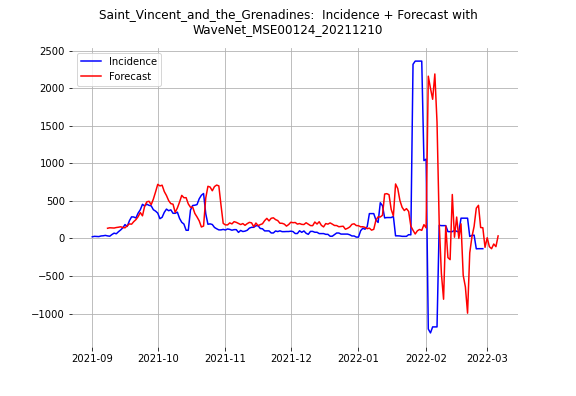 Saint_Vincent_and_the_Grenadines:  Incidence + Forecast with
WaveNet_MSE00124_20211210
2500
2000
1500
1000
500
0
−500
−1000
Incidence
Forecast
2021-09 2021-10 2021-11 2021-12 2022-01 2022-02 2022-03